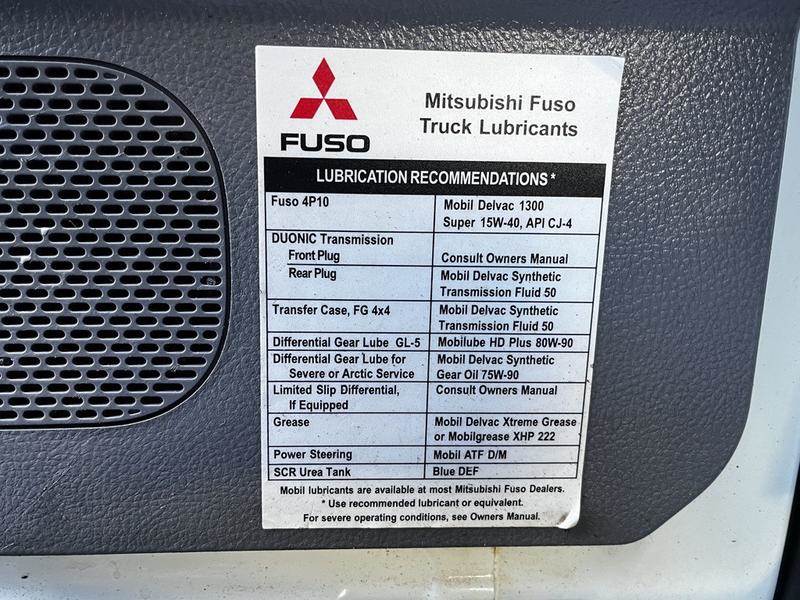 FUSO
Mitsubishi Fuso
Truck Lubricants
LUBRICATION RECOMMENDATIONS*
Fuso 4P10
Mobil Delvac 1300
Super 15W-40, API CJ-4
DUONIC Transmission
Front Plug
Consult Owners Manual
Rear Plug
Mobil Delvac Synthetic
Transmission Fluid 50
Transfer Case, FG 4x4
Mobil Delvac Synthetic
Transmission Fluid 50
Differential Gear Lube GL-5
Mobilube HD Plus 80W-90
Differential Gear Lube for
Severe or Arctic Service
Mobil Delvac Synthetic
Gear Oil 75W-90
Limited Slip Differential,
If Equipped
Consult Owners Manual
Grease
Mobil Delvac Xtreme Grease
or Mobilgrease XHP 222
Power Steering
Mobil ATF D/M
SCR Urea Tank
Blue DEF
Mobil lubricants are available at most Mitsubishi Fuso Dealers.
* Use recommended lubricant or equivalent.
For severe operating conditions, see Owners Manual.